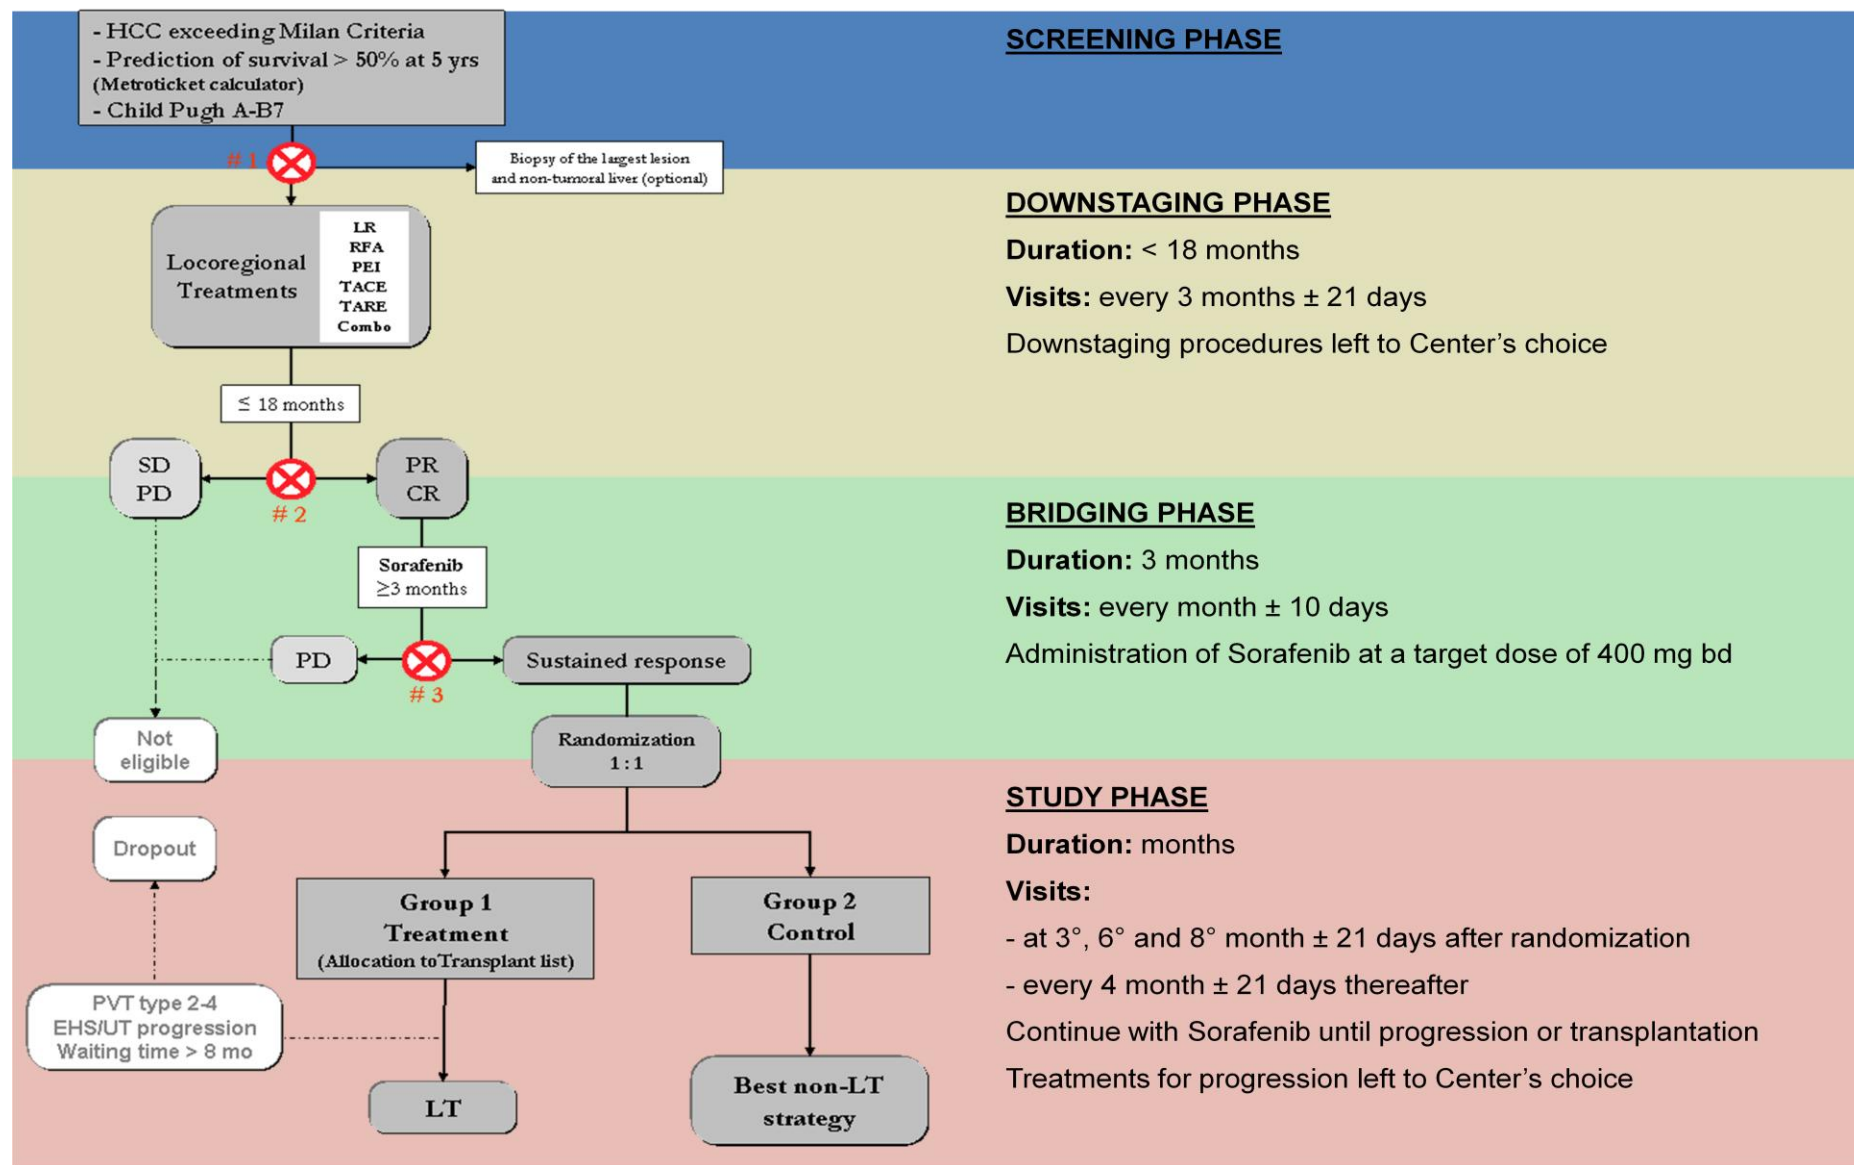 - HCC exceeding Milan Criteria
- Prediction of survival > 50% at 5 yrs
(Metroticket calculator)
- Child Pugh A-B7
SCREENING PHASE
# 1
Biopsy of the largest lesion
and non-tumoral liver (optional)
Locoregional
Treatments
LR
RFA
PEI
TACE
TARE
Combo
DOWNSTAGING PHASE
Duration: < 18 months
Visits: every 3 months ± 21 days
Downstaging procedures left to Center's choice
≤ 18 months
SD
PD
# 2
PR
CR
BRIDGING PHASE
Duration: 3 months
Visits: every month ± 10 days
Administration of Sorafenib at a target dose of 400 mg bd
Sorafenib
≥3 months
PD
# 3
Sustained response
Not
eligible
Randomization
1 : 1
STUDY PHASE
Duration: months
Visits:
- at 3°, 6° and 8° month ± 21 days after randomization
- every 4 month ± 21 days thereafter
Continue with Sorafenib until progression or transplantation
Treatments for progression left to Center's choice
Dropout
Group 1
Treatment
(Allocation to Transplant list)
Group 2
Control
PVT type 2-4
EHS/UT progression
Waiting time > 8 mo
LT
Best non-LT
strategy